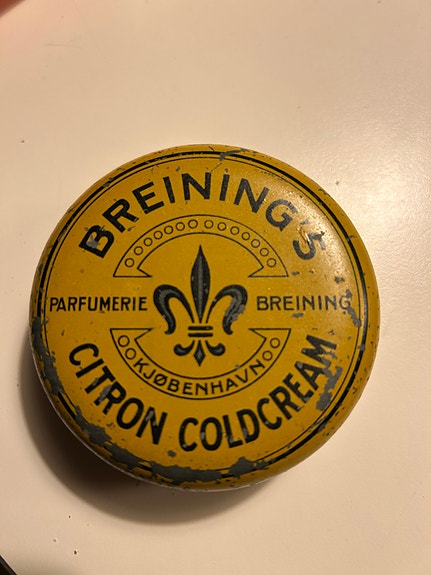 BREINING'S
PARFUMERIE BREINING
KJØBENHAVN
CITRON COLDCREAM